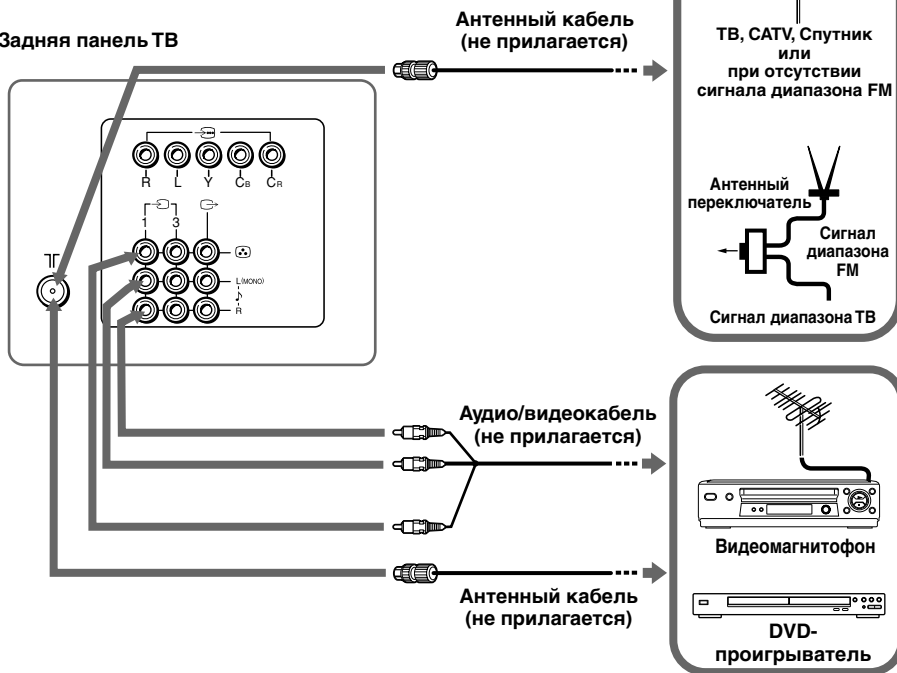 Антенный кабель
(не прилагается)
Задняя панель ТВ
ТВ, CATV, Спутник
или
при отсутствии
сигнала диапазона FM
R L Y CB CR
1 3
L(MONO)
R
Антенный
переключатель
Сигнал
диапазона
FM
Сигнал диапазона ТВ
Аудио/видеокабель
(не прилагается)
Видеомагнитофон
Антенный кабель
(не прилагается)
DVD-
проигрыватель